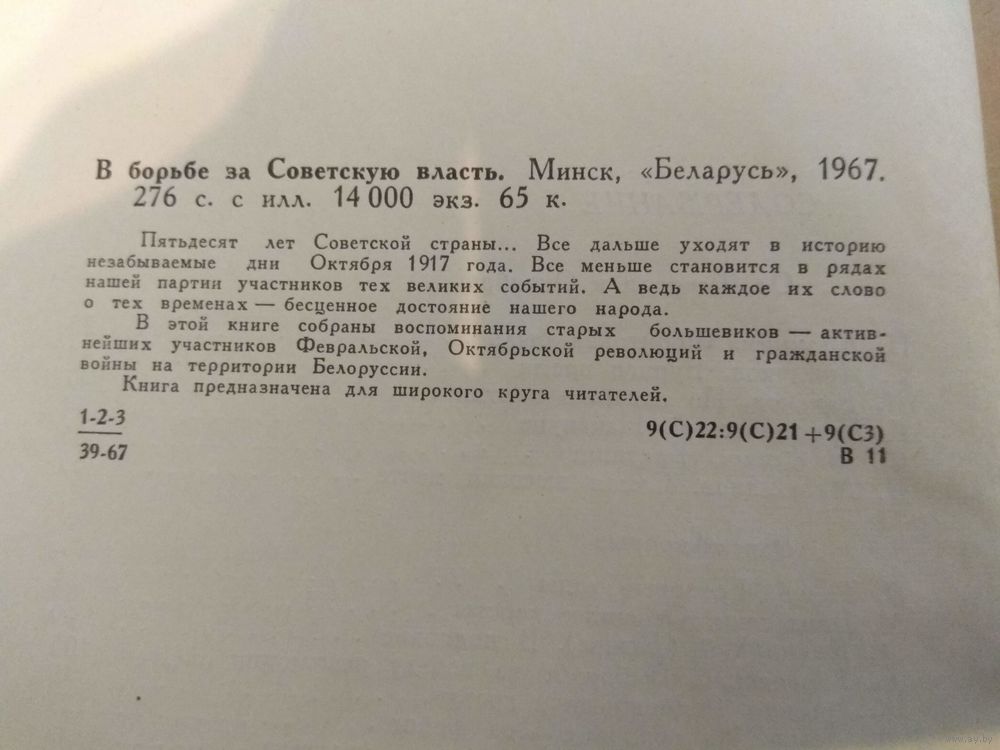 В борьбе за Советскую власть. Минск, «Беларусь», 1967.
276 с. с илл. 14 000 экз. 65 к.
Пятьдесят лет Советской страны... Все дальше уходят в историю
незабываемые дни Октября 1917 года. Все меньше становится в рядах
нашей партии участников тех великих событий. А ведь каждое их слово
о тех временах — бесценное достояние нашего народа.
В этой книге собраны воспоминания старых большевиков — актив-
нейших участников Февральской, Октябрьской революций и гражданской
войны на территории Белоруссии.
Книга предназначена для широкого круга читателей.
1-2-3
39-67
9(С)22:9(С)21+9(С3)
В 11
www.ay.by